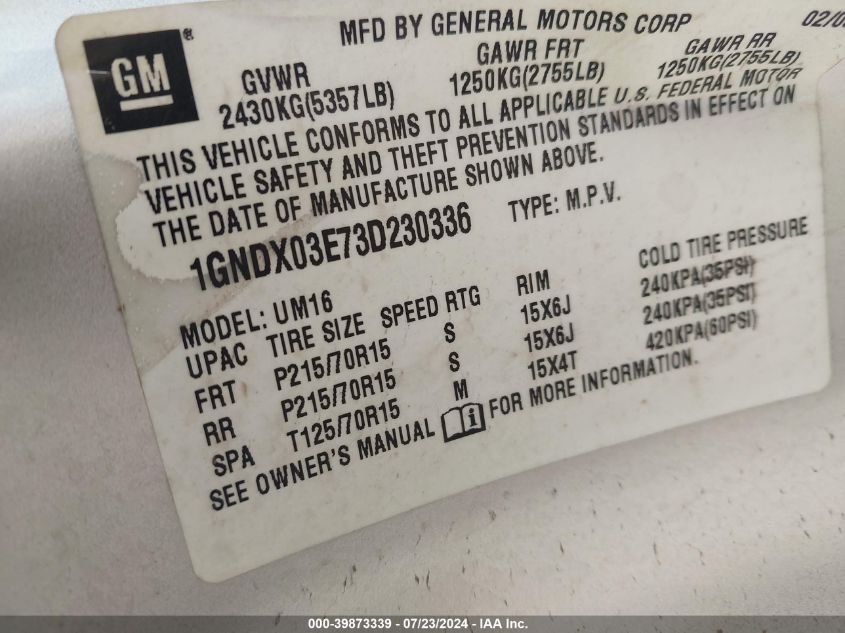 GM®
MFD BY GENERAL MOTORS CORP
GVWR GAWR FRT GAWR RR
2430KG(5357LB) 1250KG(2755LB) 1250KG(2755LB)
THIS VEHICLE CONFORMS TO ALL APPLICABLE U.S. FEDERAL MOTOR
VEHICLE SAFETY AND THEFT PREVENTION STANDARDS IN EFFECT ON
THE DATE OF MANUFACTURE SHOWN ABOVE.
1GNDX03E73D230336 TYPE: M.P.V.
MODEL: UM16
UPAC TIRE SIZE SPEED RTG RIM COLD TIRE PRESSURE
FRT P215/70R15 S 15X6J 240KPA(35PSI)
RR P215/70R15 S 15X6J 240KPA(35PSI)
SPA T125/70R15 M 15X4T 420KPA(60PSI)
SEE OWNER'S MANUAL FOR MORE INFORMATION.
000-39873339 - 07/23/2024 - IAA Inc.